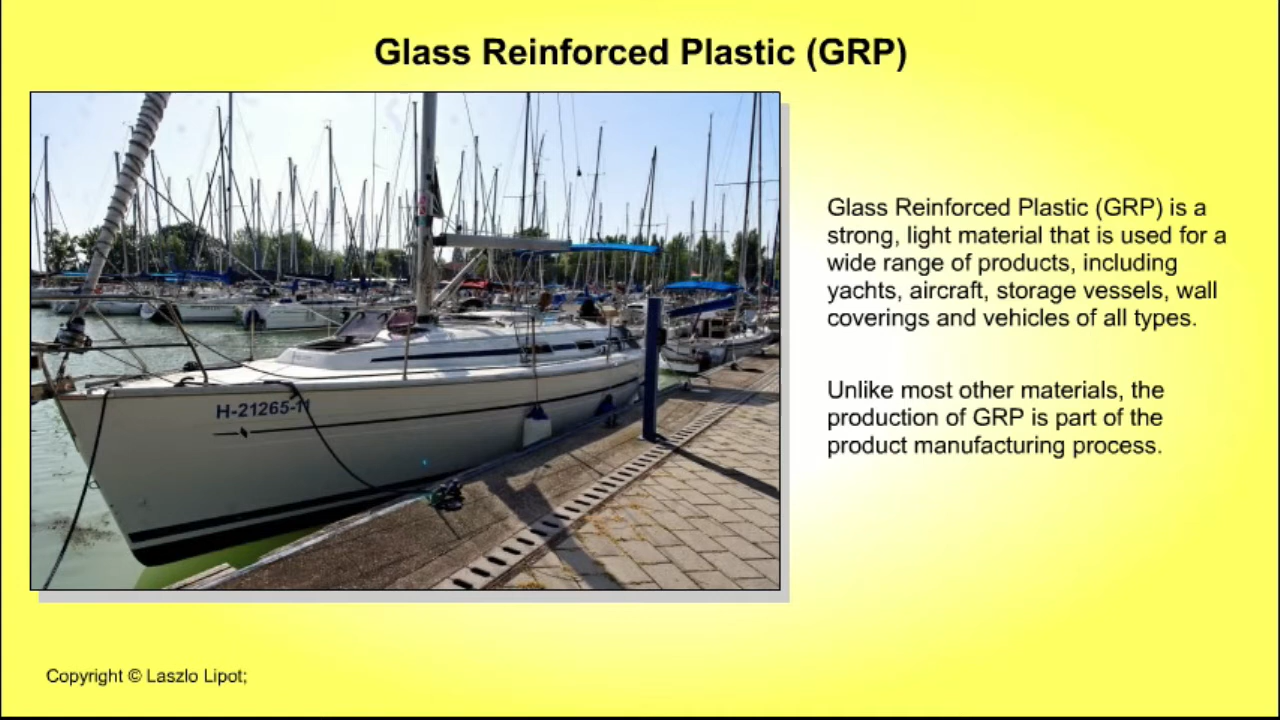 Glass Reinforced Plastic (GRP)
H-21265-11
Glass Reinforced Plastic (GRP) is a
strong, light material that is used for a
wide range of products, including
yachts, aircraft, storage vessels, wall
coverings and vehicles of all types.
Unlike most other materials, the
production of GRP is part of the
product manufacturing process.
Copyright © Laszlo Lipot;